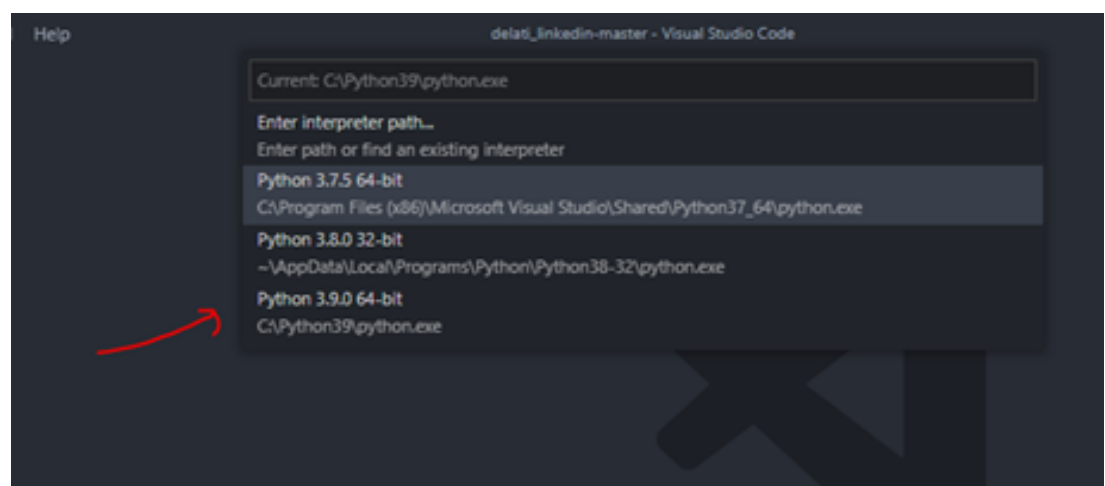 Help
delati_linkedin-master - Visual Studio Code
Current: C:\Python39\python.exe
Enter interpreter path...
Enter path or find an existing interpreter
Python 3.7.5 64-bit
C:\Program Files (x86)\Microsoft Visual Studio\Shared\Python37_64\python.exe
Python 3.8.0 32-bit
~\AppData\Local\Programs\Python\Python38-32\python.exe
Python 3.9.0 64-bit
C:\Python39\python.exe